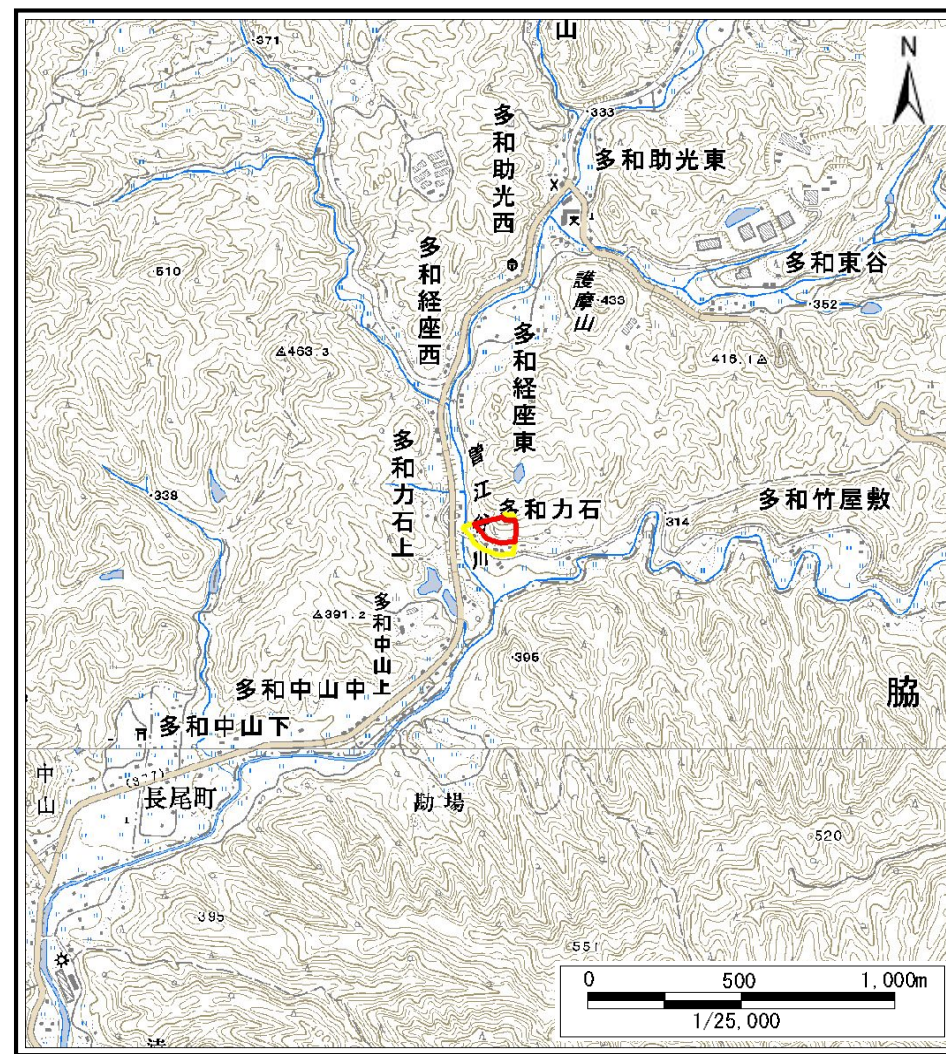 山
N
371
333
多和助光西
多和助光東
400
510
多和東谷
多和経座西
護摩山
433
352
463.3
多和経座東
416.1
350
多和力石上
曽江谷川
多和力石
多和竹屋敷
338
314
391.2
多和中山上
395
多和中山中
脇
多和中山下
中山
(377)
長尾町
勘場
520
395
551
0 500 1,000m
1/25,000